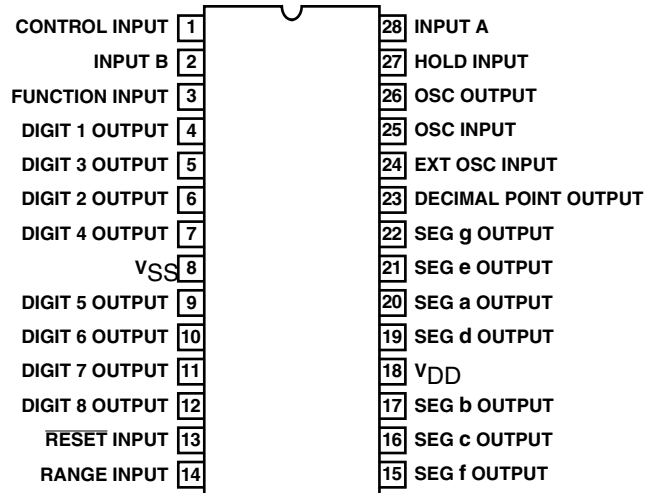 CONTROL INPUT 1 28 INPUT A
INPUT B 2 27 HOLD INPUT
FUNCTION INPUT 3 26 OSC OUTPUT
DIGIT 1 OUTPUT 4 25 OSC INPUT
DIGIT 3 OUTPUT 5 24 EXT OSC INPUT
DIGIT 2 OUTPUT 6 23 DECIMAL POINT OUTPUT
DIGIT 4 OUTPUT 7 22 SEG g OUTPUT
VSS 8 21 SEG e OUTPUT
DIGIT 5 OUTPUT 9 20 SEG a OUTPUT
DIGIT 6 OUTPUT 10 19 SEG d OUTPUT
DIGIT 7 OUTPUT 11 18 VDD
DIGIT 8 OUTPUT 12 17 SEG b OUTPUT
RESET INPUT 13 16 SEG c OUTPUT
RANGE INPUT 14 15 SEG f OUTPUT